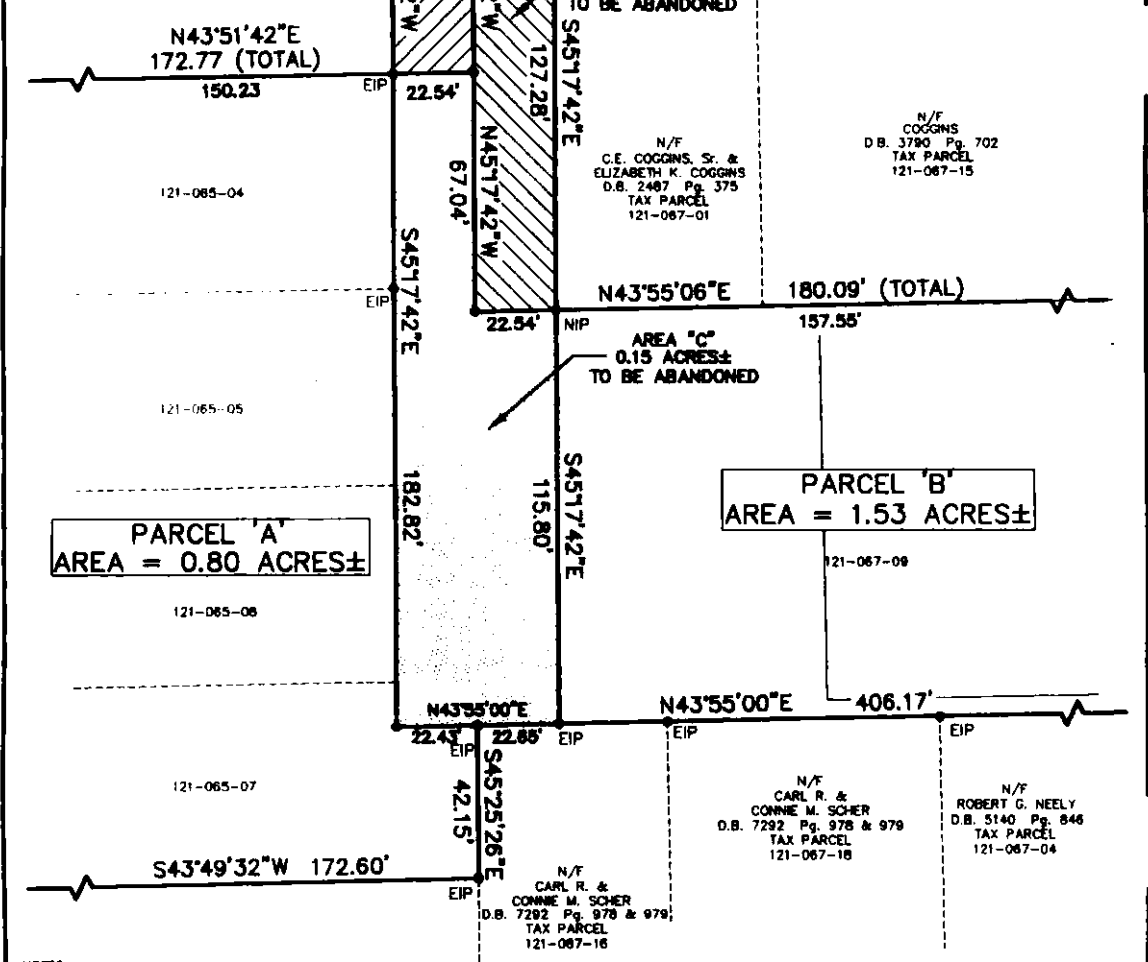 TO BE ABANDONED
N43°51'42"E
172.77 (TOTAL)
150.23
EIP
22.54'
127.28'
S45°17'42"E
N45°17'42"W
67.04'
N/F
C.E. COGGINS, Sr. &
ELIZABETH K. COGGINS
D.B. 2487 Pg. 375
TAX PARCEL
121-067-01
N/F
COGGINS
D.B. 3790 Pg. 702
TAX PARCEL
121-067-15
121-065-04
S45°17'42"E
EIP
22.54'
NIP
N43°55'06"E
180.09' (TOTAL)
157.55'
AREA "C"
0.15 ACRES±
TO BE ABANDONED
121-065-05
182.82'
S45°17'42"E
115.80'
PARCEL 'A'
AREA = 0.80 ACRES±
PARCEL 'B'
AREA = 1.53 ACRES±
121-067-09
121-065-06
N43°55'00"E
22.43'
22.65'
EIP
EIP
N43°55'00"E
406.17'
EIP
EIP
121-065-07
S45°25'26"E
42.15'
S43°49'32"W 172.60'
EIP
N/F
CARL R. &
CONNIE M. SCHER
D.B. 7292 Pg. 978 & 979
TAX PARCEL
121-067-16
N/F
CARL R. &
CONNIE M. SCHER
D.B. 7292 Pg. 978 & 979
TAX PARCEL
121-067-18
N/F
ROBERT G. NEELY
D.B. 5140 Pg. 846
TAX PARCEL
121-067-04